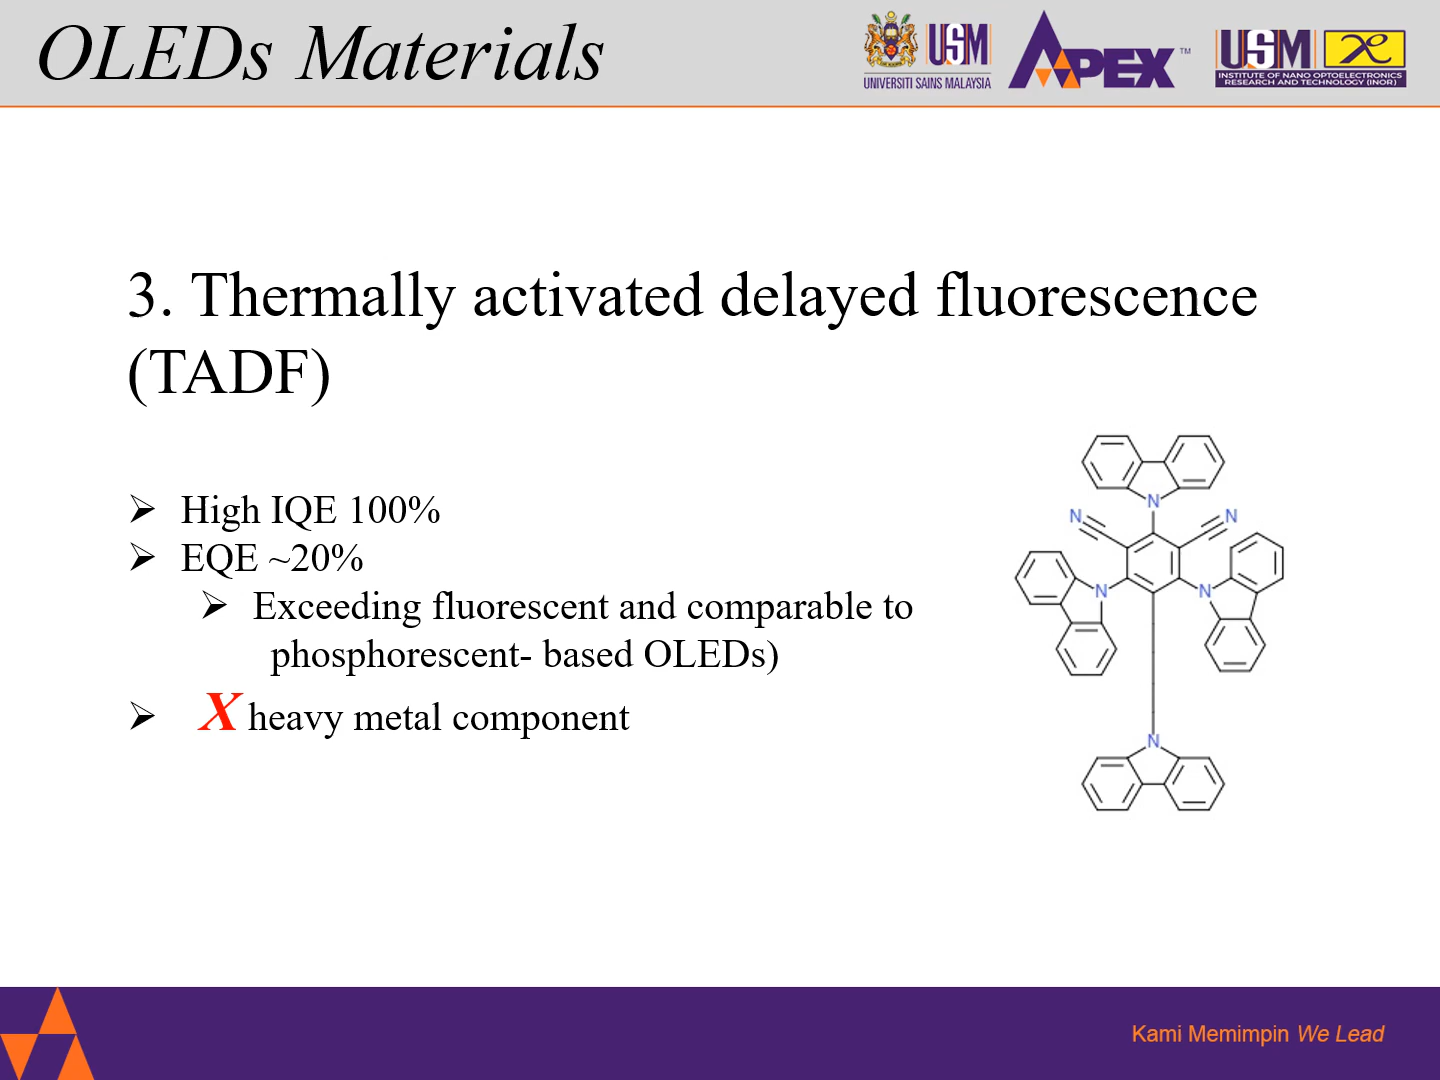 OLEDs Materials
USM
UNIVERSITI SAINS MALAYSIA
APEX™
USM
INSTITUTE OF NANO OPTOELECTRONICS
RESEARCH AND TECHNOLOGY (INOR)
3. Thermally activated delayed fluorescence
(TADF)
➢ High IQE 100%
➢ EQE ~20%
➢ Exceeding fluorescent and comparable to
phosphorescent- based OLEDs)
➢ X heavy metal component
N
N
N
N
N
N
Kami Memimpin We Lead